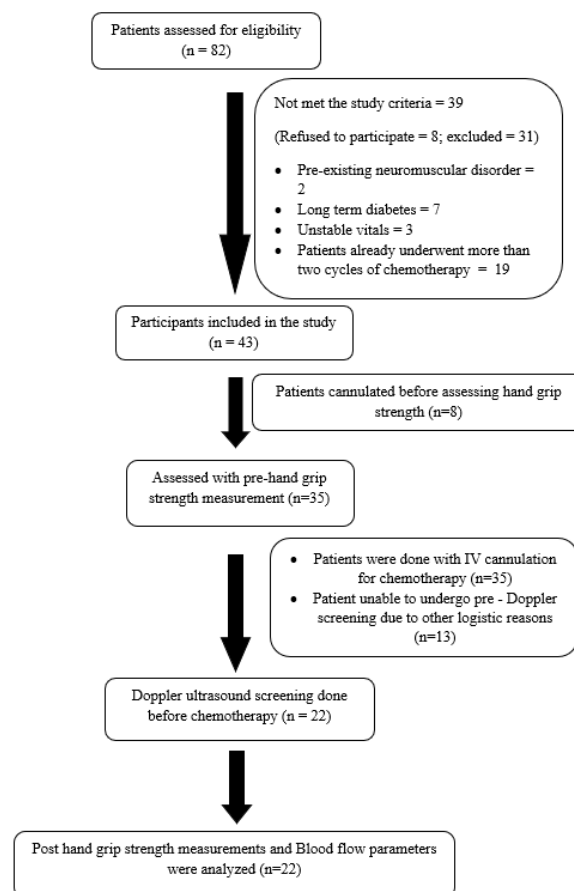 Patients assessed for eligibility
(n = 82)
Not met the study criteria = 39
(Refused to participate = 8; excluded = 31)
• Pre-existing neuromuscular disorder =
2
• Long term diabetes = 7
• Unstable vitals = 3
• Patients already underwent more than
two cycles of chemotherapy = 19
Participants included in the study
(n = 43)
Patients cannulated before assessing hand grip
strength (n=8)
Assessed with pre-hand grip
strength measurement (n=35)
• Patients were done with IV cannulation
for chemotherapy (n=35)
• Patient unable to undergo pre - Doppler
screening due to other logistic reasons
(n=13)
Doppler ultrasound screening done
before chemotherapy (n = 22)
Post hand grip strength measurements and Blood flow parameters
were analyzed (n=22)